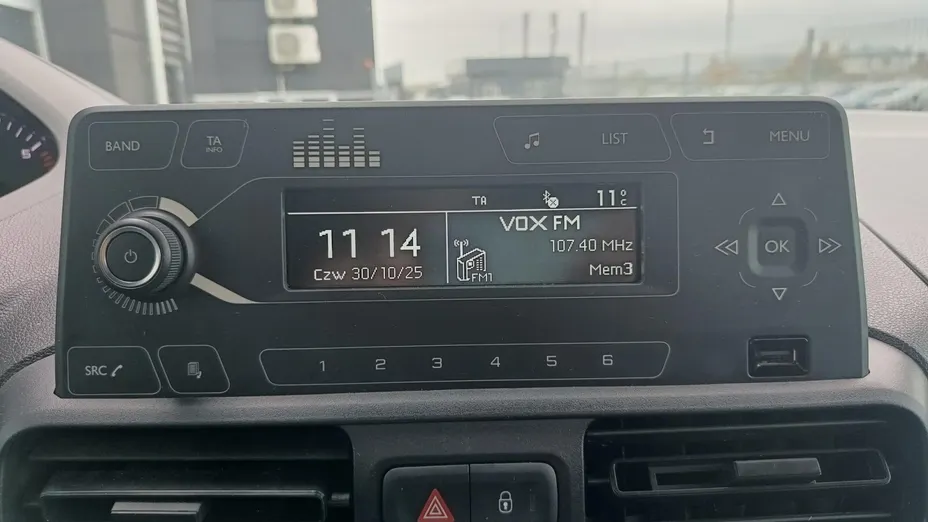 BAND
TA
INFO
LIST
MENU
TA
11°C
11 14
Czw 30/10/25
VOX FM
107.40 MHz
FM1
Mem3
OK
SRC
1 2 3 4 5 6